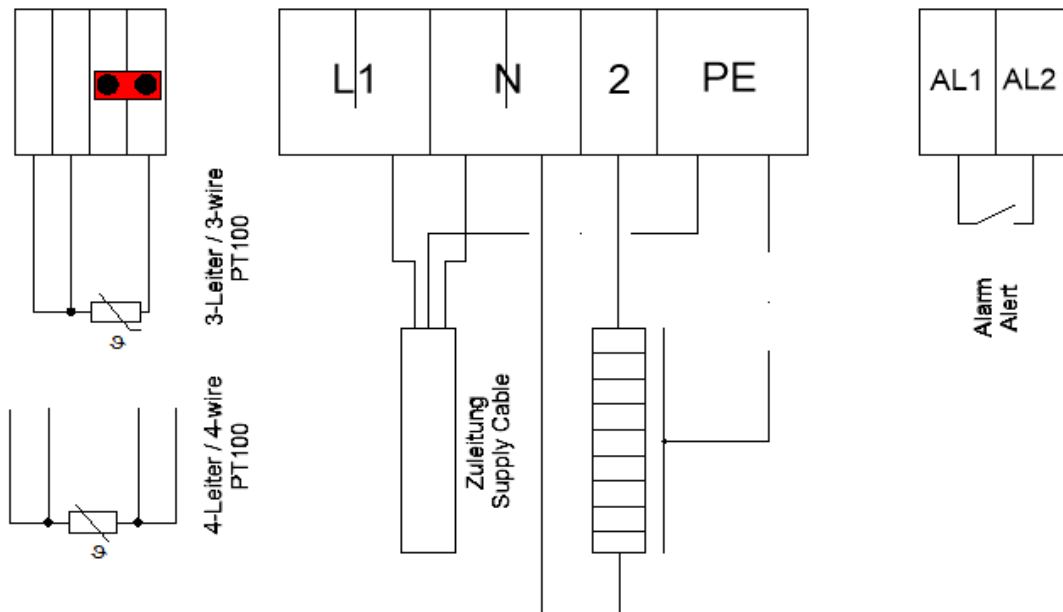 L1
N
2
PE
AL1
AL2
3-Leiter / 3-wire
PT100
ϑ
Zuleitung
Supply Cable
Alarm
Alert
4-Leiter / 4-wire
PT100
ϑ